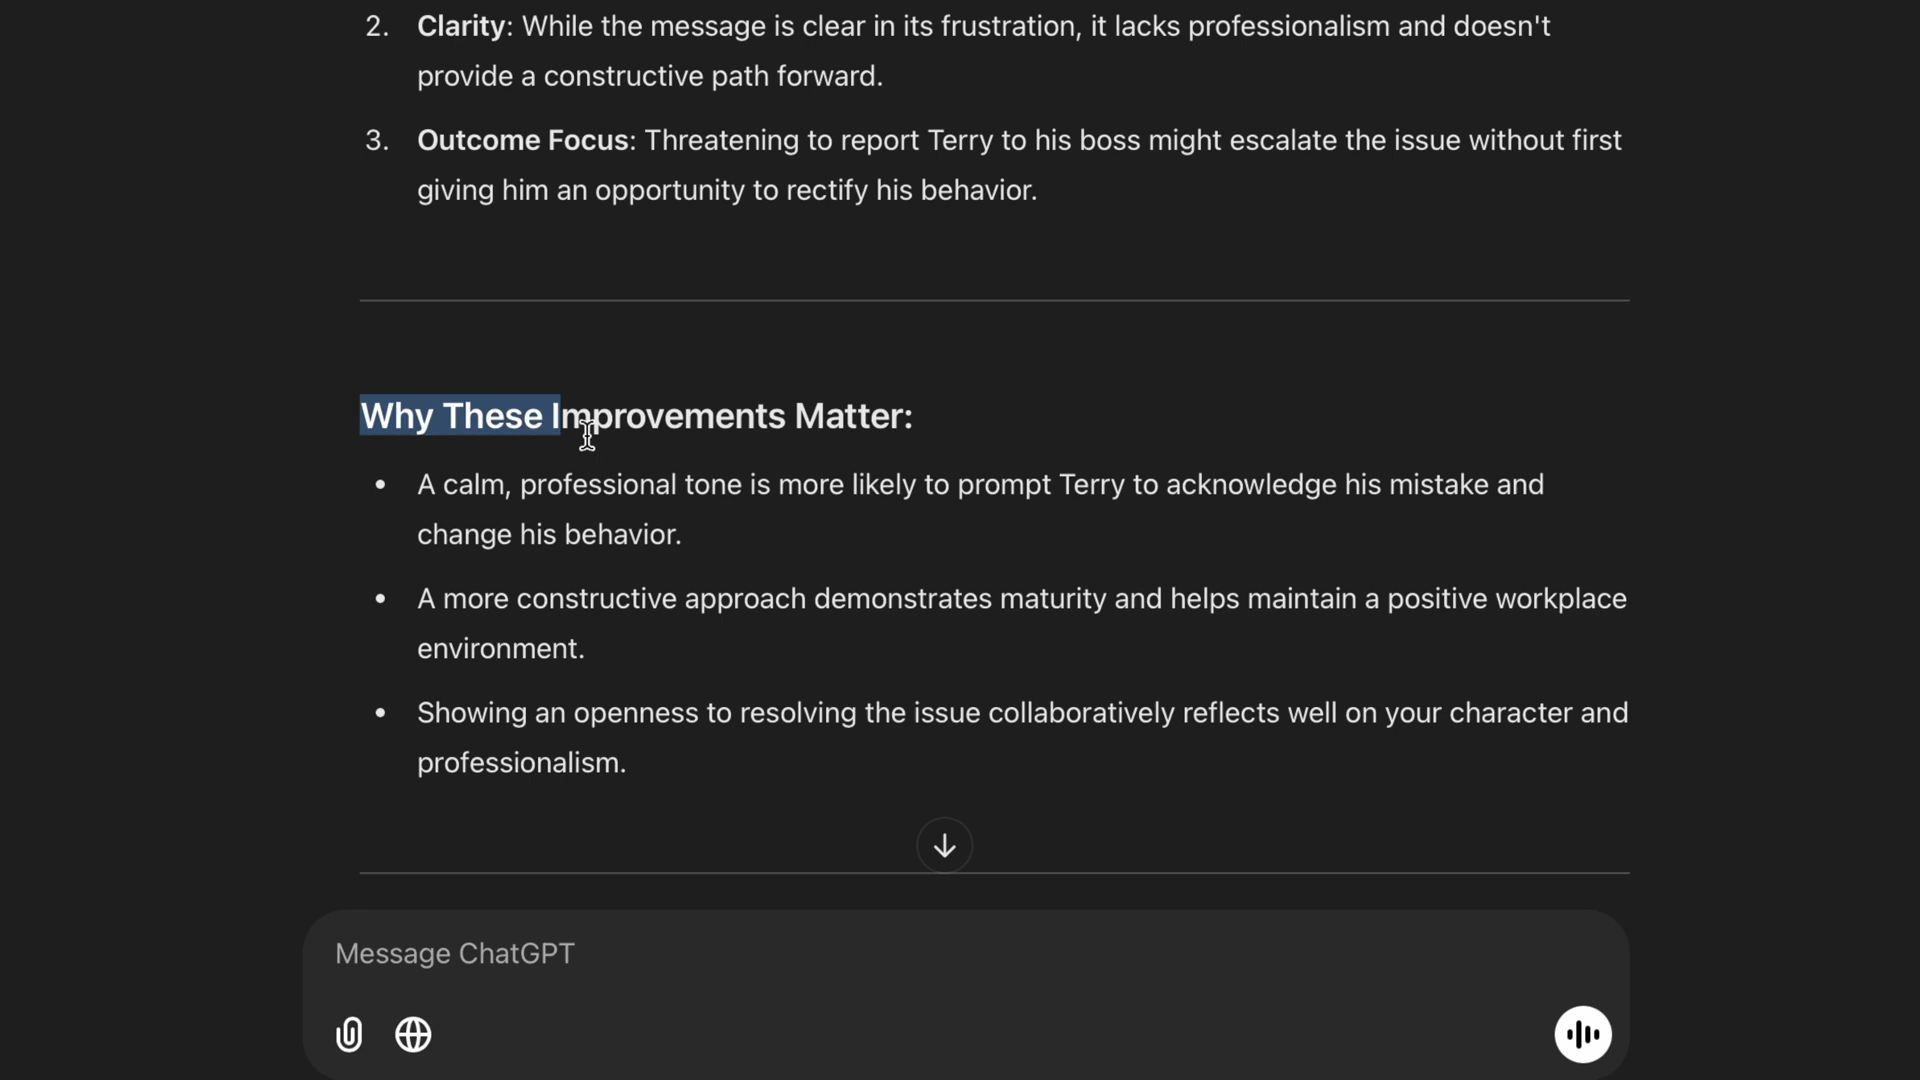 2. Clarity: While the message is clear in its frustration, it lacks professionalism and doesn't
provide a constructive path forward.
3. Outcome Focus: Threatening to report Terry to his boss might escalate the issue without first
giving him an opportunity to rectify his behavior.
Why These Improvements Matter:
• A calm, professional tone is more likely to prompt Terry to acknowledge his mistake and
change his behavior.
• A more constructive approach demonstrates maturity and helps maintain a positive workplace
environment.
• Showing an openness to resolving the issue collaboratively reflects well on your character and
professionalism.
Message ChatGPT